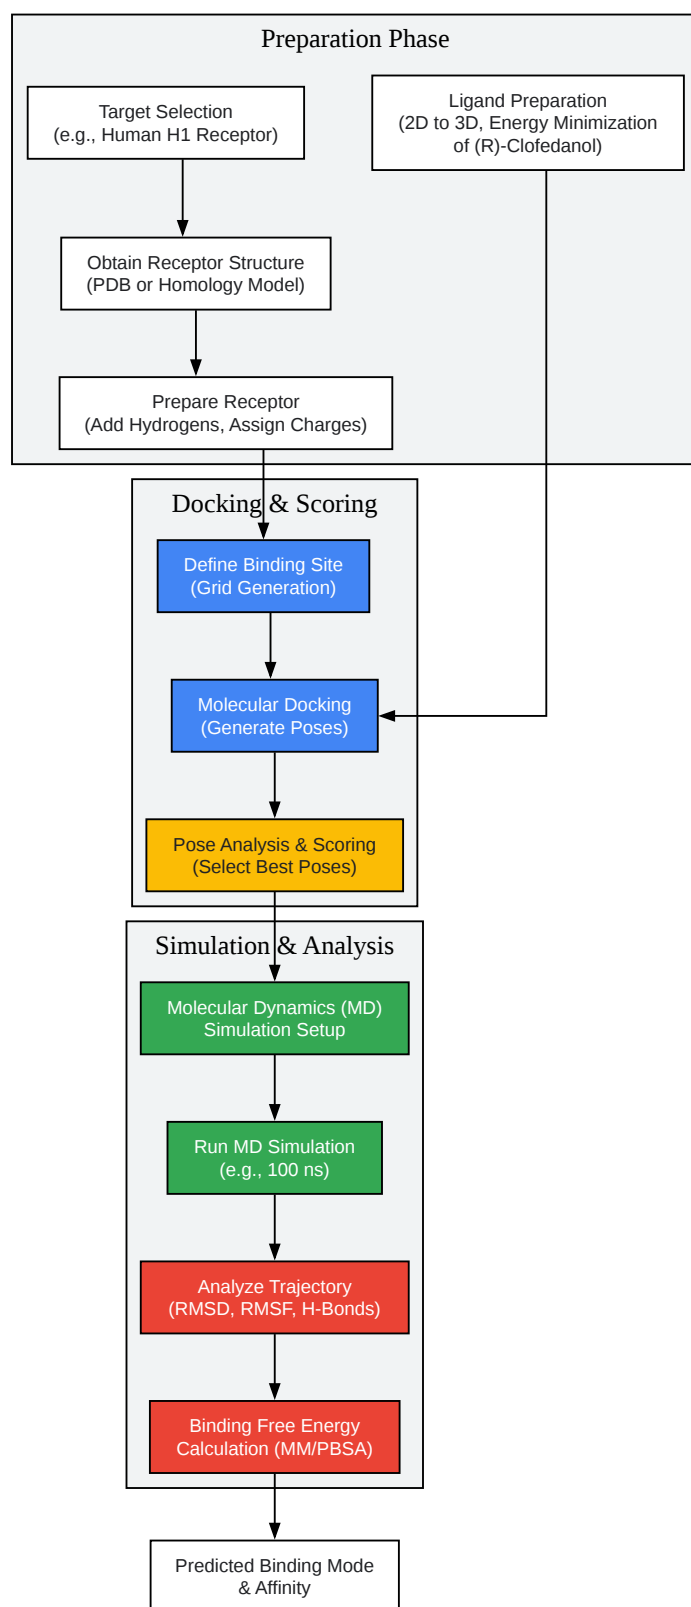 Preparation Phase
Target Selection
(e.g., Human H1 Receptor)
Ligand Preparation
(2D to 3D, Energy Minimization
of (R)-Clofedanol)
Obtain Receptor Structure
(PDB or Homology Model)
Prepare Receptor
(Add Hydrogens, Assign Charges)
Docking & Scoring
Define Binding Site
(Grid Generation)
Molecular Docking
(Generate Poses)
Pose Analysis & Scoring
(Select Best Poses)
Simulation & Analysis
Molecular Dynamics (MD)
Simulation Setup
Run MD Simulation
(e.g., 100 ns)
Analyze Trajectory
(RMSD, RMSF, H-Bonds)
Binding Free Energy
Calculation (MM/PBSA)
Predicted Binding Mode
& Affinity